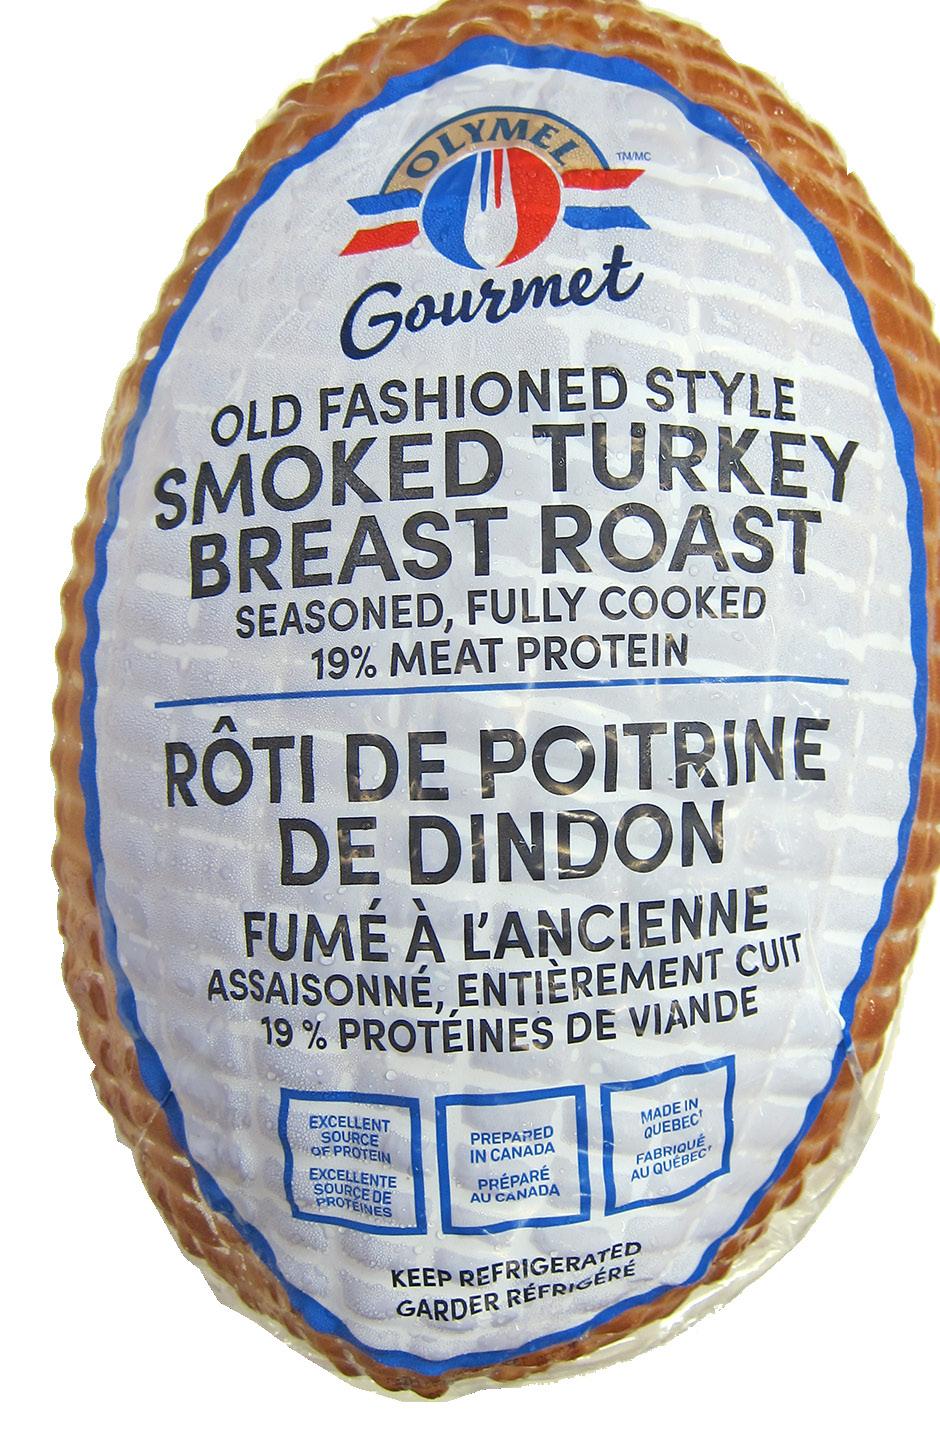 OLYMEL
TM/MC
Gourmet
OLD FASHIONED STYLE
SMOKED TURKEY
BREAST ROAST
SEASONED, FULLY COOKED
19% MEAT PROTEIN
RÔTI DE POITRINE
DE DINDON
FUMÉ À L'ANCIENNE
ASSAISONNÉ, ENTIÈREMENT CUIT
19 % PROTÉINES DE VIANDE
EXCELLENT
SOURCE
OF PROTEIN
EXCELLENTE
SOURCE DE
PROTÉINES
PREPARED
IN CANADA
PRÉPARÉ
AU CANADA
MADE IN
QUEBEC†
FABRIQUÉ
AU QUÉBEC†
KEEP REFRIGERATED
GARDER RÉFRIGÉRÉ